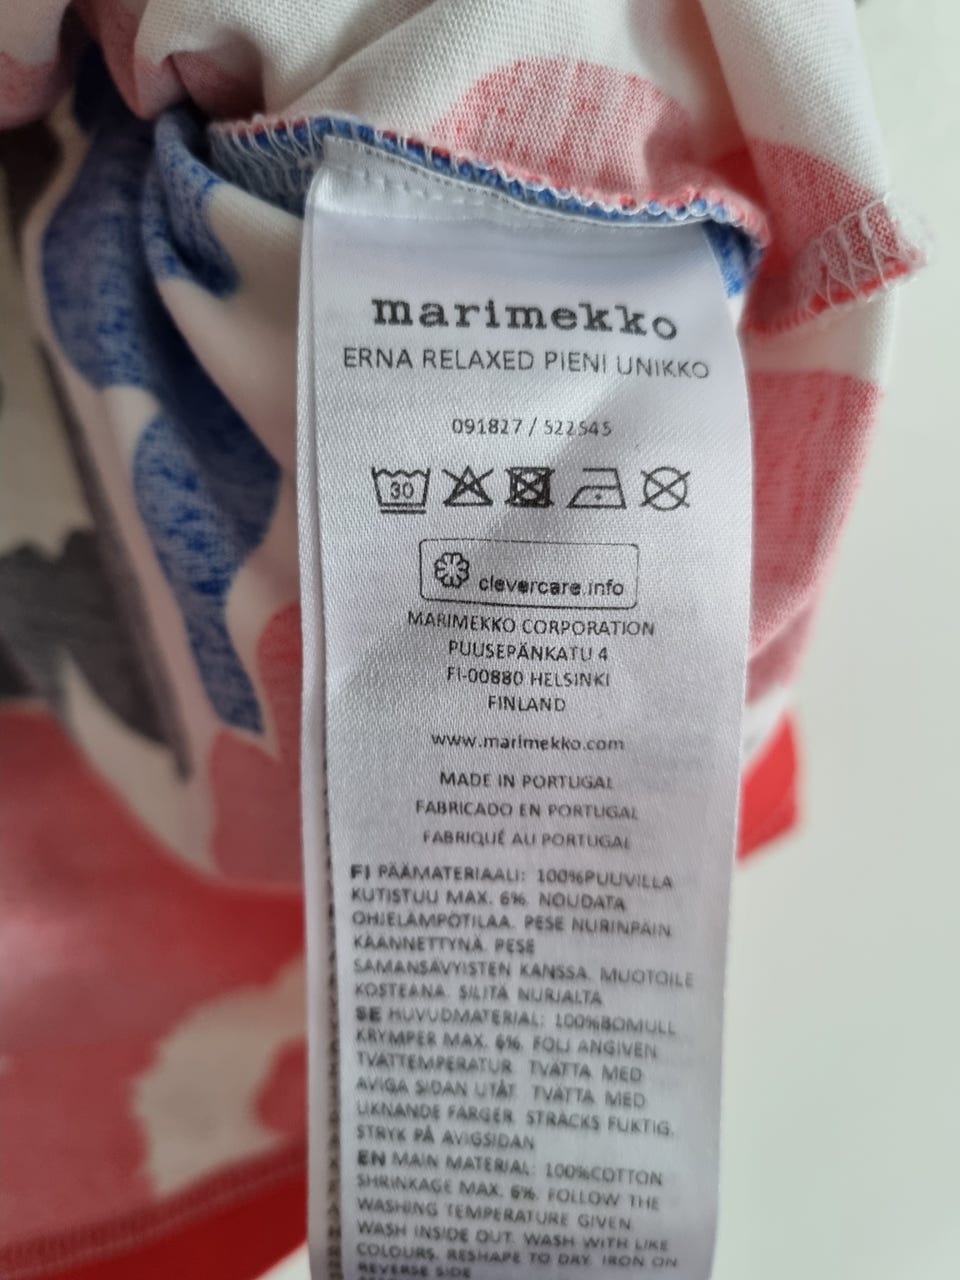 marimekko
ERNA RELAXED PIENI UNIKKO
091827 / 522545
30
clevercare.info
MARIMEKKO CORPORATION
PUUSEPÄNKATU 4
FI-00880 HELSINKI
FINLAND
www.marimekko.com
MADE IN PORTUGAL
FABRICADO EN PORTUGAL
FABRIQUÉ AU PORTUGAL
FI PÄÄMATERIAALI: 100%PUUVILLA
KUTISTUU MAX. 6%. NOUDATA
OHJELÄMPÖTILAA. PESE NURINPÄIN
KÄÄNNETTYNÄ. PESE
SAMANSÄVYISTEN KANSSA. MUOTOILE
KOSTEANA. SILITÄ NURJALTA
SE HUVUDMATERIAL: 100%BOMULL
KRYMPER MAX. 6%. FÖLJ ANGIVEN
TVÄTTEMPERATUR. TVÄTTA MED
AVIGA SIDAN UTÅT. TVÄTTA MED
LIKNANDE FÄRGER. STRÄCKS FUKTIG.
STRYK PÅ AVIGSIDAN
EN MAIN MATERIAL: 100%COTTON
SHRINKAGE MAX. 6%. FOLLOW THE
WASHING TEMPERATURE GIVEN.
WASH INSIDE OUT. WASH WITH LIKE
COLOURS. RESHAPE TO DRY. IRON ON
REVERSE SIDE